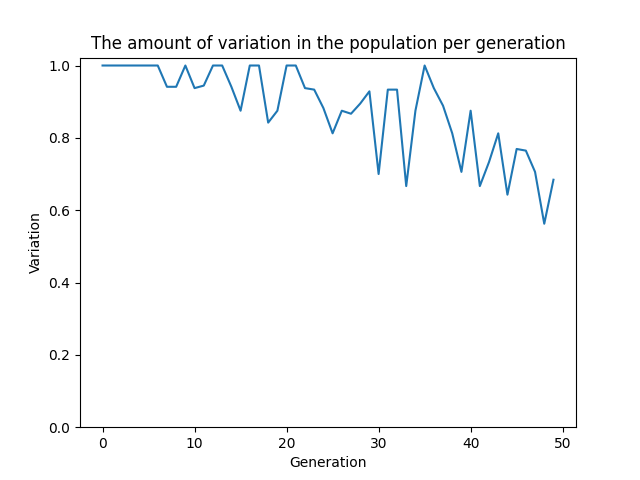 The amount of variation in the population per generation
1.0
0.8
0.6
0.4
0.2
0.0
Variation
0 10 20 30 40 50
Generation